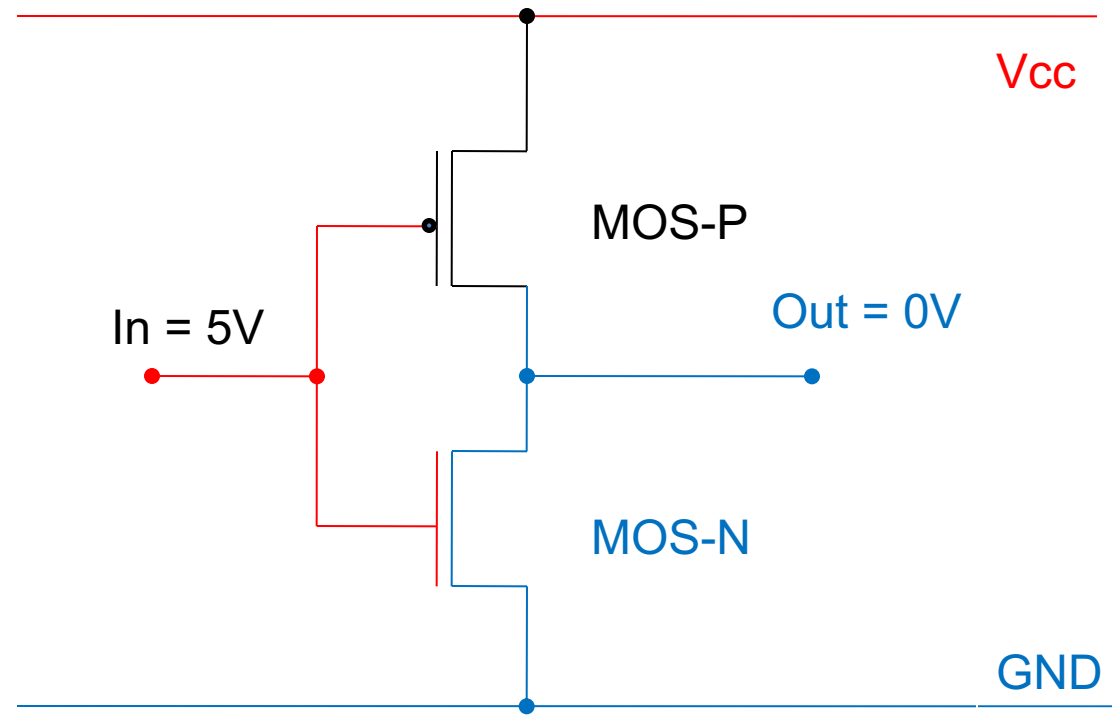 Vcc
MOS-P
In = 5V
Out = 0V
MOS-N
GND